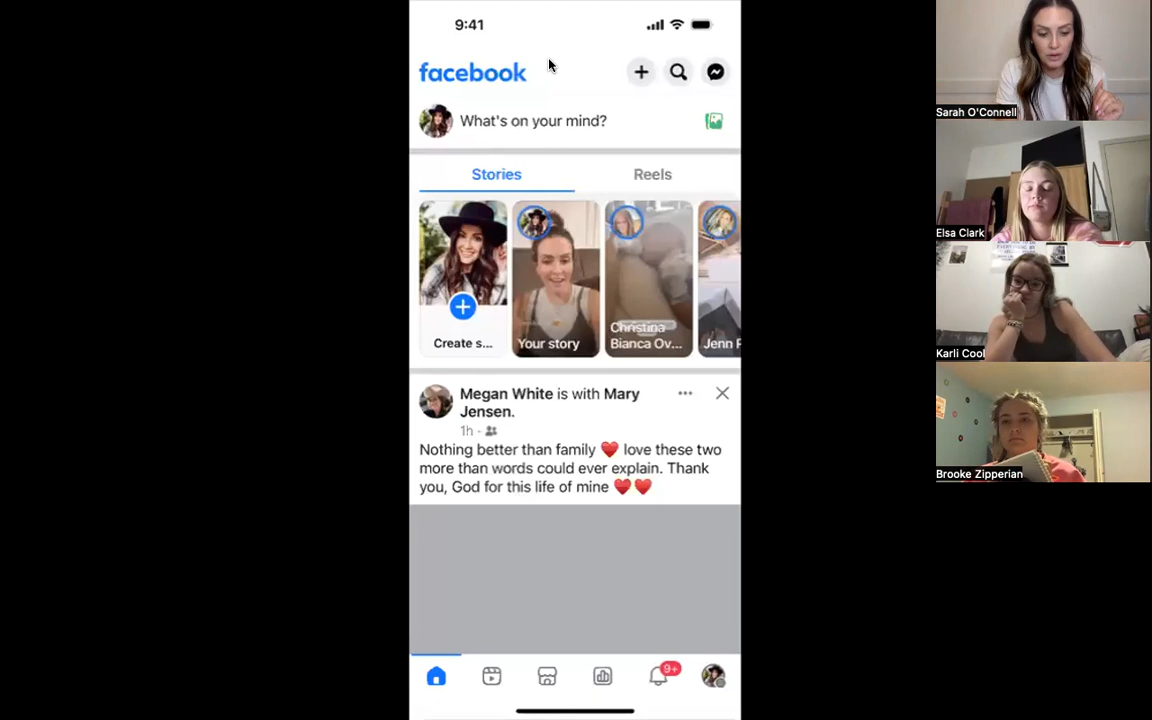 9:41
facebook
What's on your mind?
Stories
Reels
Create s...
Your story
Christina
Bianca Ov...
Jenn
Megan White is with Mary
Jensen.
1h
Nothing better than family ❤️ love these two
more than words could ever explain. Thank
you, God for this life of mine ❤️❤️
9+
Sarah O'Connell
Elsa Clark
Karli Cool
Brooke Zipperian